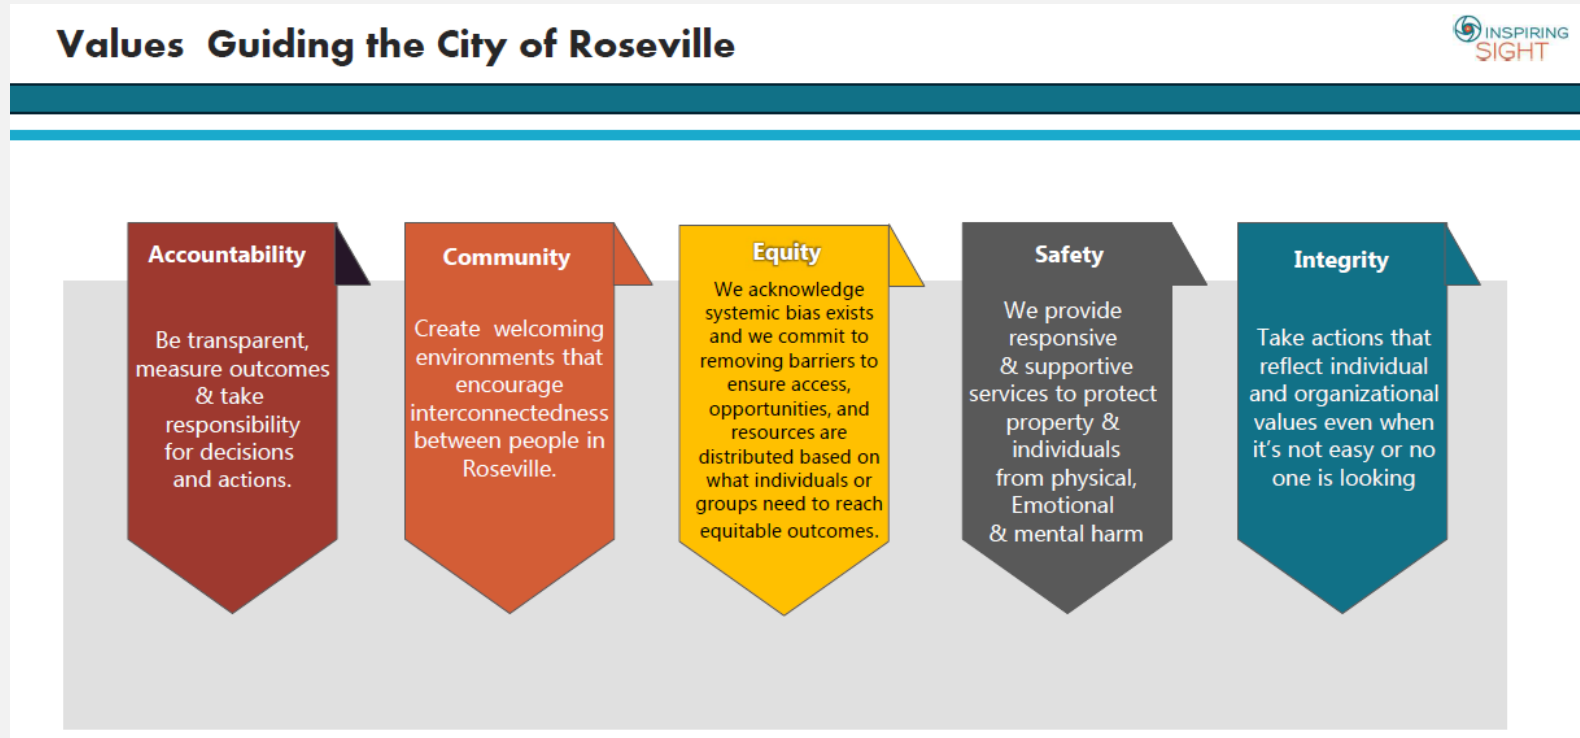 Values  Guiding the City of Roseville
INSPIRING
SIGHT
Accountability
Be transparent,
measure outcomes
& take
responsibility
for decisions
and actions.
Community
Create  welcoming
environments that
encourage
interconnectedness
between people in
Roseville.
Equity
We acknowledge
systemic bias exists
and we commit to
removing barriers to
ensure access,
opportunities, and
resources are
distributed based on
what individuals or
groups need to reach
equitable outcomes.
Safety
We provide
responsive
& supportive
services to protect
property &
individuals
from physical,
Emotional
& mental harm
Integrity
Take actions that
reflect individual
and organizational
values even when
it's not easy or no
one is looking